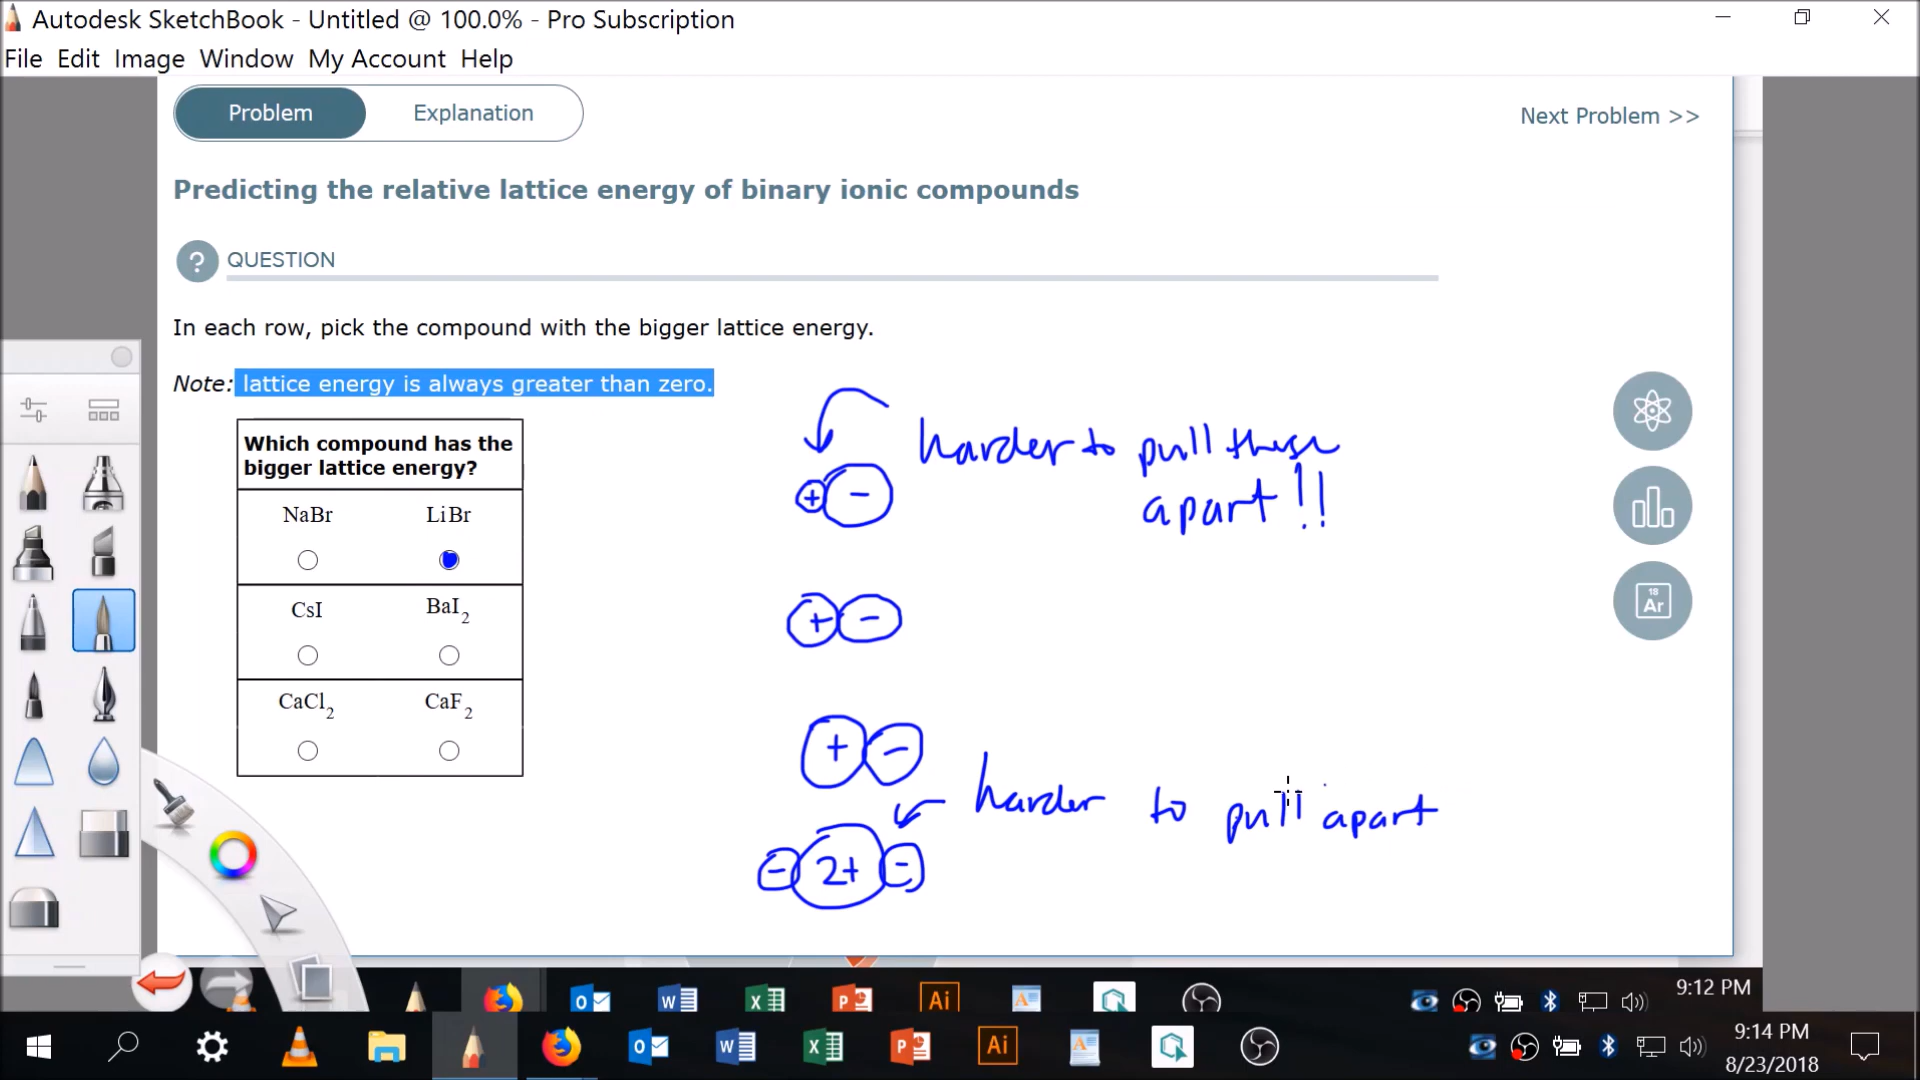 Autodesk SketchBook - Untitled @ 100.0% - Pro Subscription
File Edit Image Window My Account Help
Problem Explanation
Next Problem >>
Predicting the relative lattice energy of binary ionic compounds
? QUESTION
In each row, pick the compound with the bigger lattice energy.
Note: lattice energy is always greater than zero.
Which compound has the
bigger lattice energy?
NaBr LiBr
CsI BaI₂
CaCl₂ CaF₂
harder to pull these
apart !!
+ -
+ -
+ -
harder to pull apart
- 2+ -
18
Ar
9:12 PM
9:14 PM
8/23/2018